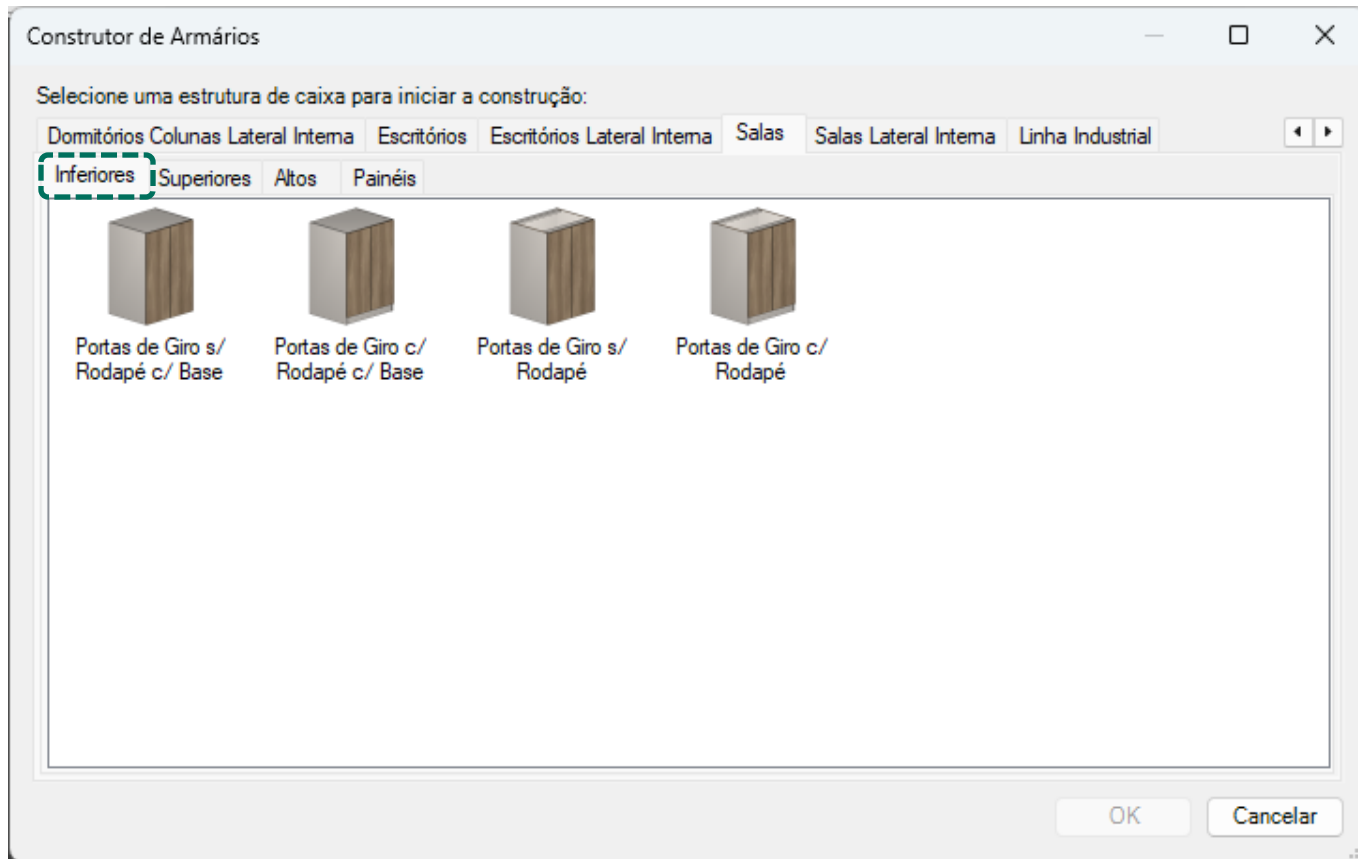 Construtor de Armários
Selecione uma estrutura de caixa para iniciar a construção:
Dormitórios Colunas Lateral Interna Escritórios Escritórios Lateral Interna Salas Salas Lateral Interna Linha Industrial
Inferiores Superiores Altos Painéis
Portas de Giro s/ Portas de Giro c/ Portas de Giro s/ Portas de Giro c/
Rodapé c/ Base Rodapé c/ Base Rodapé Rodapé
OK Cancelar